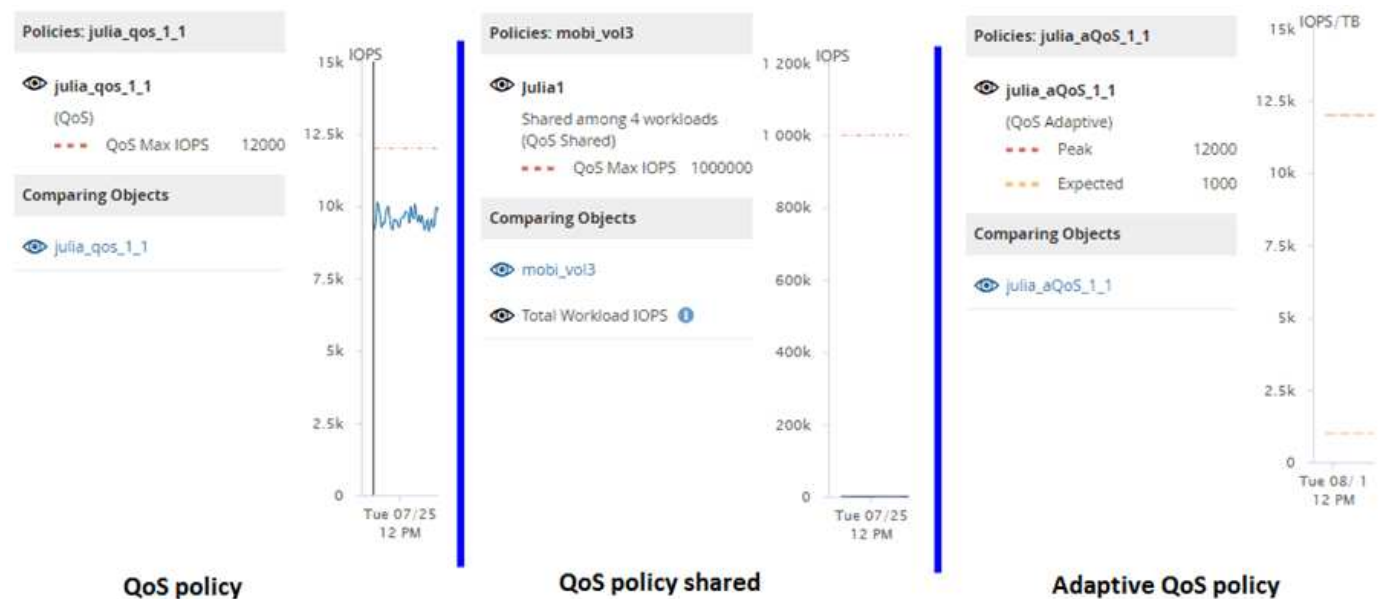 Policies: julia_qos_1_1
julia_qos_1_1
(QoS)
QoS Max IOPS 12000
Comparing Objects
julia_qos_1_1
IOPS
15k
12.5k
10k
7.5k
5k
2.5k
0
Tue 07/25
12 PM
QoS policy
Policies: mobi_vol3
Julia1
Shared among 4 workloads
(QoS Shared)
QoS Max IOPS 1000000
Comparing Objects
mobi_vol3
Total Workload IOPS i
IOPS
1 200k
1 000k
800k
600k
400k
200k
0
Tue 07/25
12 PM
QoS policy shared
Policies: julia_aQoS_1_1
julia_aQoS_1_1
(QoS Adaptive)
Peak 12000
Expected 1000
Comparing Objects
julia_aQoS_1_1
IOPS/TB
15k
12.5k
10k
7.5k
5k
2.5k
0
Tue 08/ 1
12 PM
Adaptive QoS policy